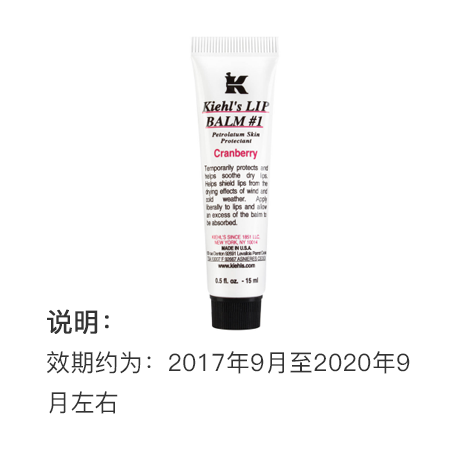 K
Kiehl's LIP
BALM #1
Petrolatum Skin
Protectant
Cranberry
Temporarily protects and
helps soothe dry lips.
Helps shield lips from the
drying effects of wind and
cold weather. Apply
liberally to lips and allow
an excess of the balm to
be absorbed.
KIEHL'S SINCE 1851 LLC.
NEW YORK, NY 10014
MADE IN U.S.A.
www.kiehls.com
0.5 fl. oz. - 15 ml
说明：
效期约为：2017年9月至2020年9
月左右